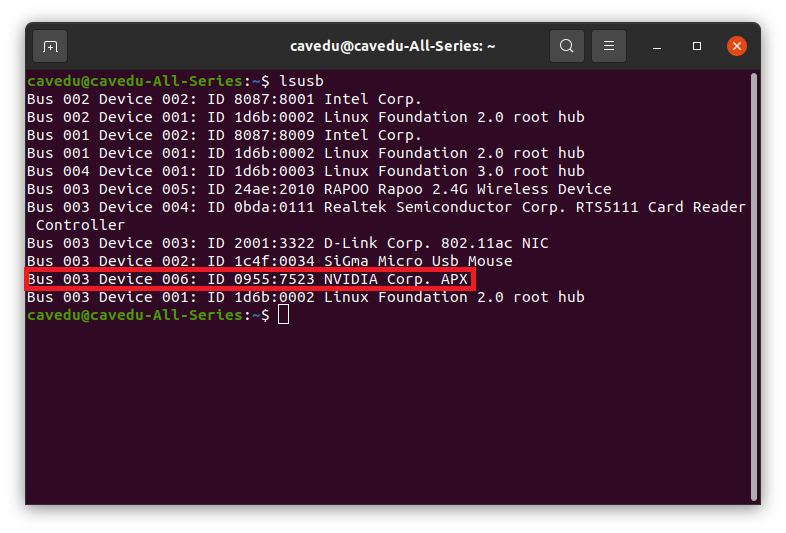 cavedu@cavedu-All-Series: ~
cavedu@cavedu-All-Series:~$ lsusb
Bus 002 Device 002: ID 8087:8001 Intel Corp.
Bus 002 Device 001: ID 1d6b:0002 Linux Foundation 2.0 root hub
Bus 001 Device 002: ID 8087:8009 Intel Corp.
Bus 001 Device 001: ID 1d6b:0002 Linux Foundation 2.0 root hub
Bus 004 Device 001: ID 1d6b:0003 Linux Foundation 3.0 root hub
Bus 003 Device 005: ID 24ae:2010 RAPOO Rapoo 2.4G Wireless Device
Bus 003 Device 004: ID 0bda:0111 Realtek Semiconductor Corp. RTS5111 Card Reader
Controller
Bus 003 Device 003: ID 2001:3322 D-Link Corp. 802.11ac NIC
Bus 003 Device 002: ID 1c4f:0034 SiGma Micro Usb Mouse
Bus 003 Device 006: ID 0955:7523 NVIDIA Corp. APX
Bus 003 Device 001: ID 1d6b:0002 Linux Foundation 2.0 root hub
cavedu@cavedu-All-Series:~$